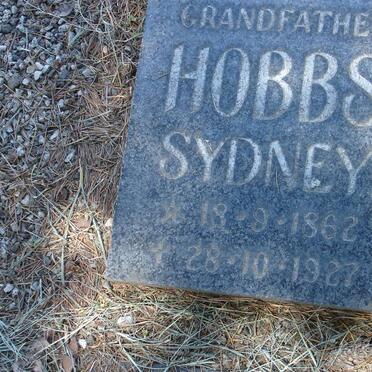 GRANDFATHE
HOBBS
SYDNEY
* 18·9·1862
† 28·10·1927